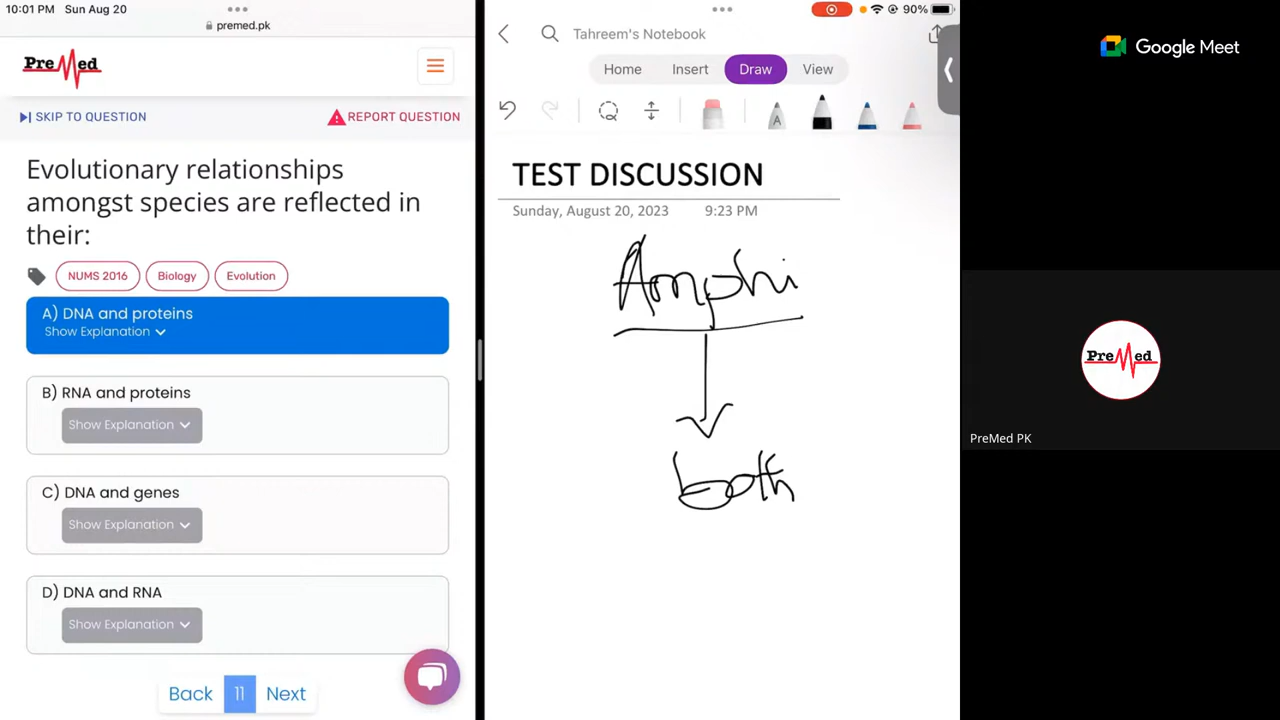 10:01 PM Sun Aug 20
premed.pk
PreMed
SKIP TO QUESTION
REPORT QUESTION
Evolutionary relationships
amongst species are reflected in
their:
NUMS 2016
Biology
Evolution
A) DNA and proteins
Show Explanation
B) RNA and proteins
Show Explanation
C) DNA and genes
Show Explanation
D) DNA and RNA
Show Explanation
Back 11 Next
90%
Tahreem's Notebook
Home Insert Draw View
A
TEST DISCUSSION
Sunday, August 20, 2023 9:23 PM
Amphi
both
Google Meet
PreMed
PreMed PK